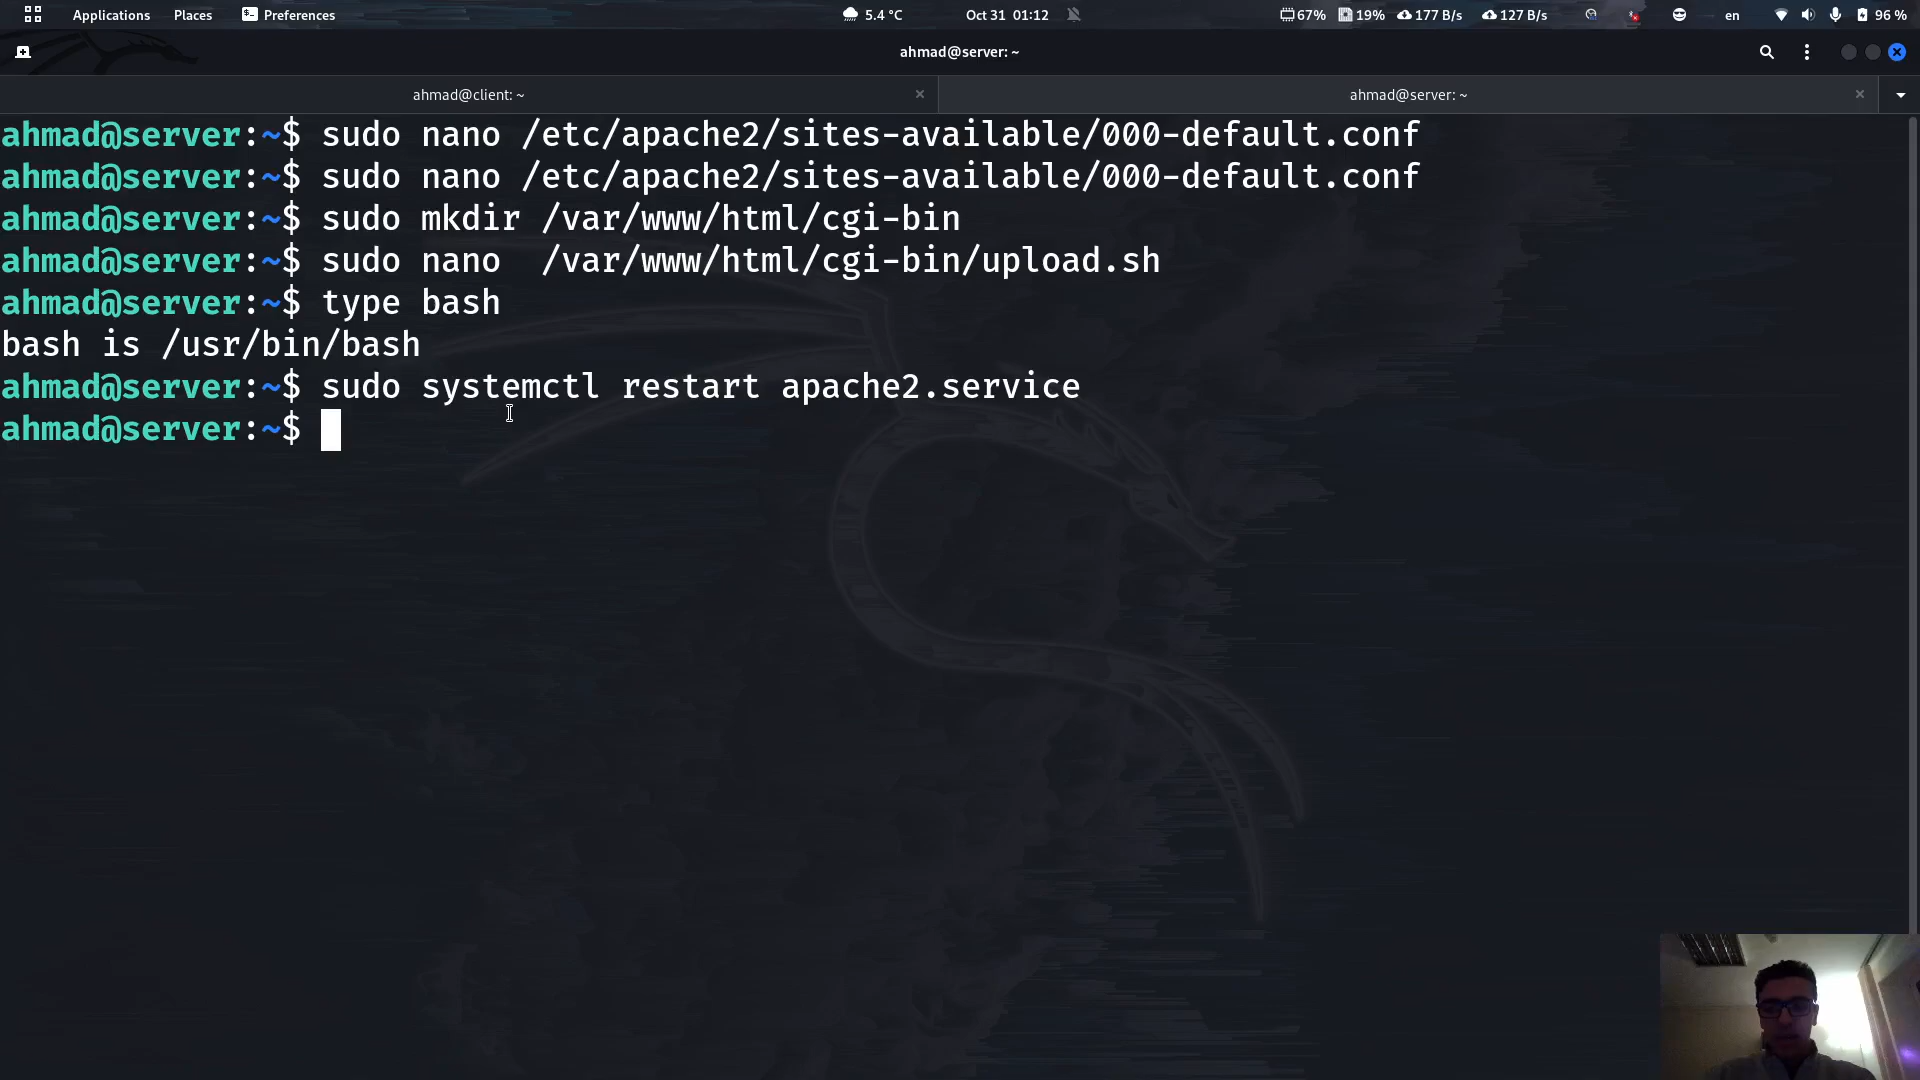 Applications Places Preferences 5.4 °C Oct 31 01:12 67% 19% 177 B/s 127 B/s en 96 %
ahmad@server: ~
ahmad@client: ~ ahmad@server: ~
ahmad@server:~$ sudo nano /etc/apache2/sites-available/000-default.conf
ahmad@server:~$ sudo nano /etc/apache2/sites-available/000-default.conf
ahmad@server:~$ sudo mkdir /var/www/html/cgi-bin
ahmad@server:~$ sudo nano  /var/www/html/cgi-bin/upload.sh
ahmad@server:~$ type bash
bash is /usr/bin/bash
ahmad@server:~$ sudo systemctl restart apache2.service
ahmad@server:~$